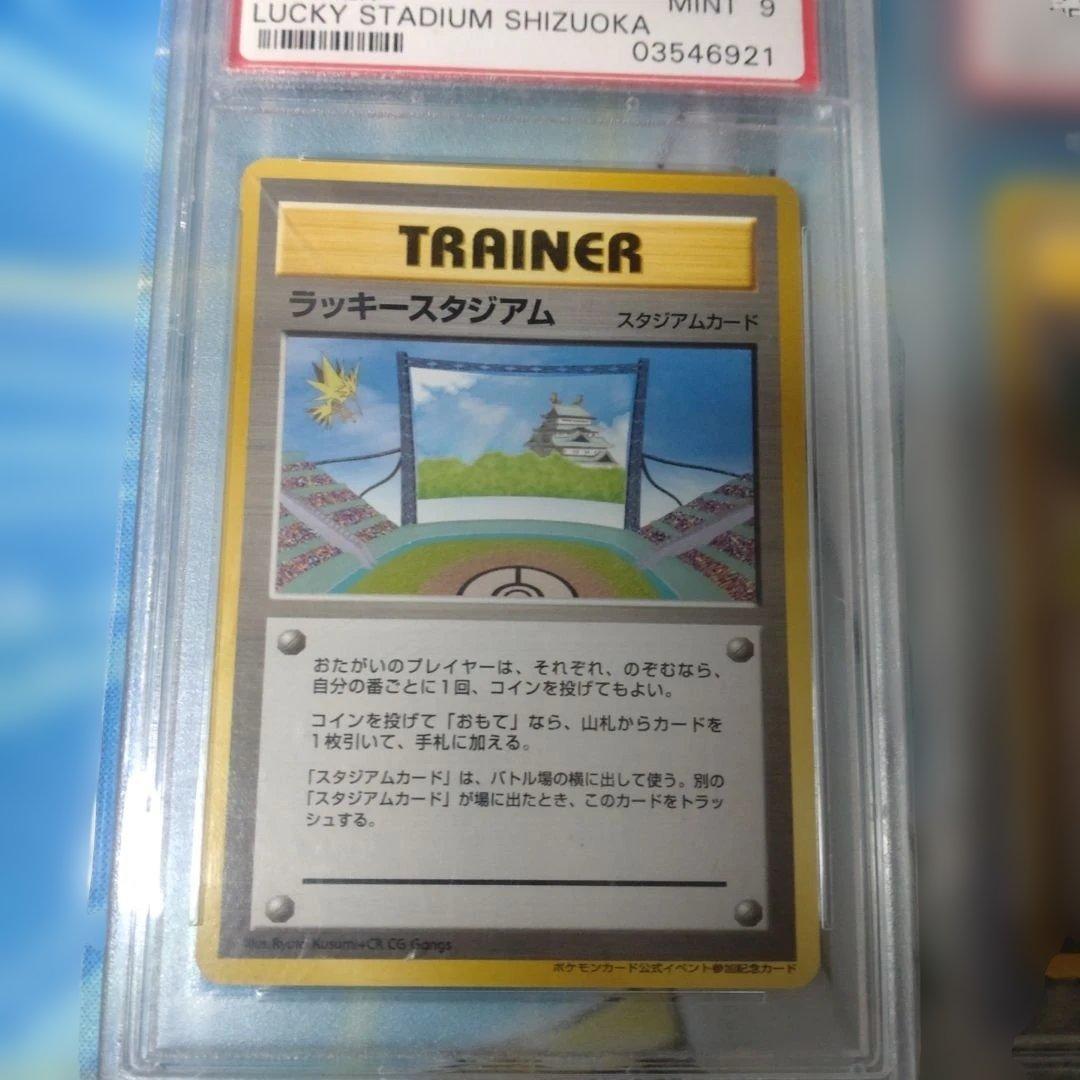 LUCKY STADIUM SHIZUOKA
MINT 9
03546921
TRAINER
ラッキースタジアム
スタジアムカード
おたがいのプレイヤーは、それぞれ、のぞむなら、
自分の番ごとに1回、コインを投げてもよい。
コインを投げて「おもて」なら、山札からカードを
1枚引いて、手札に加える。
「スタジアムカード」は、バトル場の横に出して使う。別の
「スタジアムカード」が場に出たとき、このカードをトラッ
シュする。
Illus. Ryota Kusumi+CR CG Gangs
ポケモンカード公式イベント参加記念カード